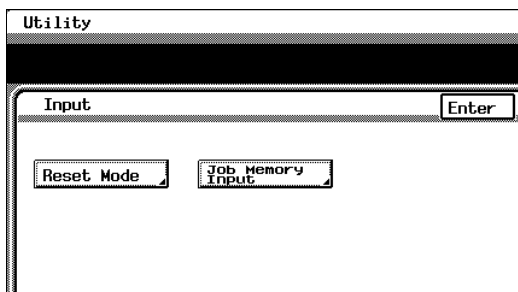 Utility
Input
Enter
Reset Mode
Job Memory
Input